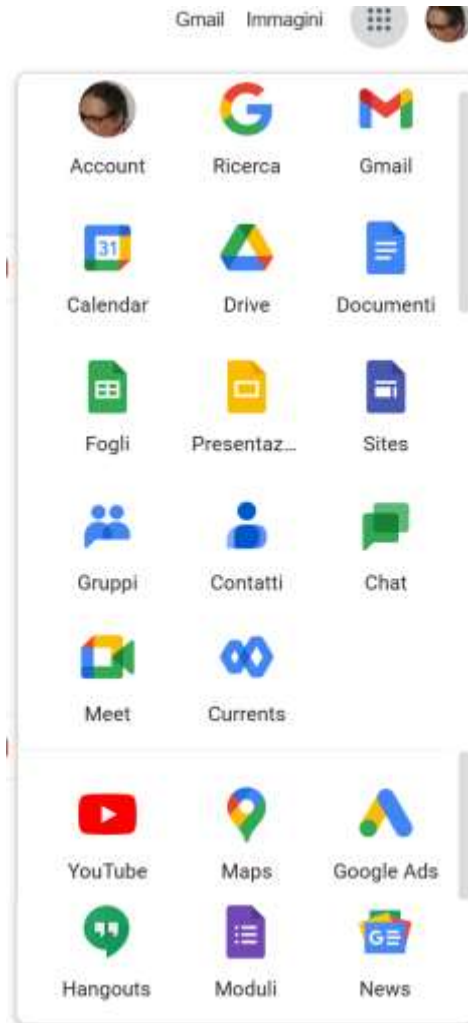 Gmail Immagini
Account Ricerca Gmail
31
Calendar Drive Documenti
Fogli Presentaz... Sites
Gruppi Contatti Chat
Meet Currents
YouTube Maps Google Ads
GE
Hangouts Moduli News